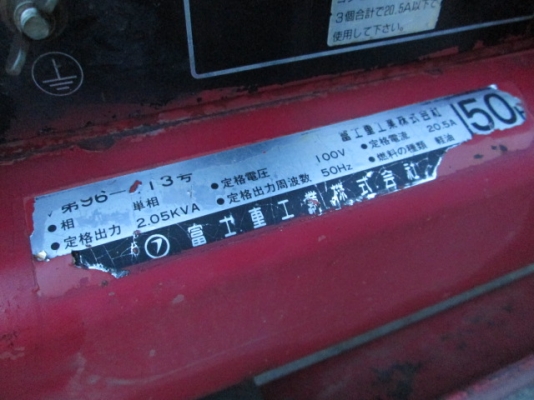 3個合計で20.5A以下で
使用して下さい。
富士重工業株式会社
50
13号
●相 単相
●定格電圧 100V
●定格電流 20.5A
●定格出力 2.05KVA
●定格出力周波数 50Hz
●燃料の種類 軽油
フ 富士重工業株式会社